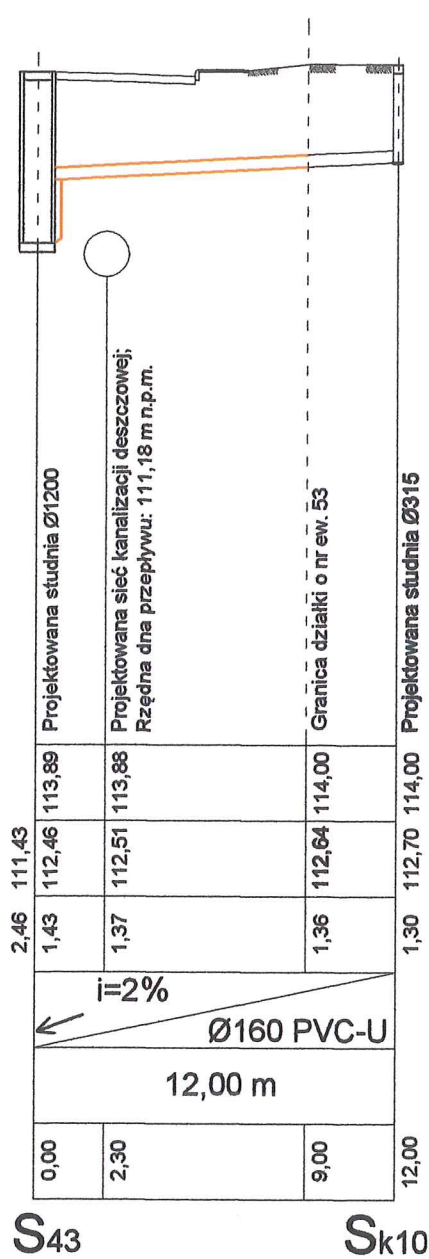 Projektowana studnia Ø1200
Projektowana sieć kanalizacji deszczowej;
Rzędna dna przepływu: 111,18 m n.p.m.
Granica działki o nr ew. 53
Projektowana studnia Ø315
113,89
113,88
114,00
114,00
111,43
112,46
112,51
112,64
112,70
2,46
1,43
1,37
1,36
1,30
i=2%
Ø160 PVC-U
12,00 m
0,00
2,30
9,00
12,00
S43
Sk10